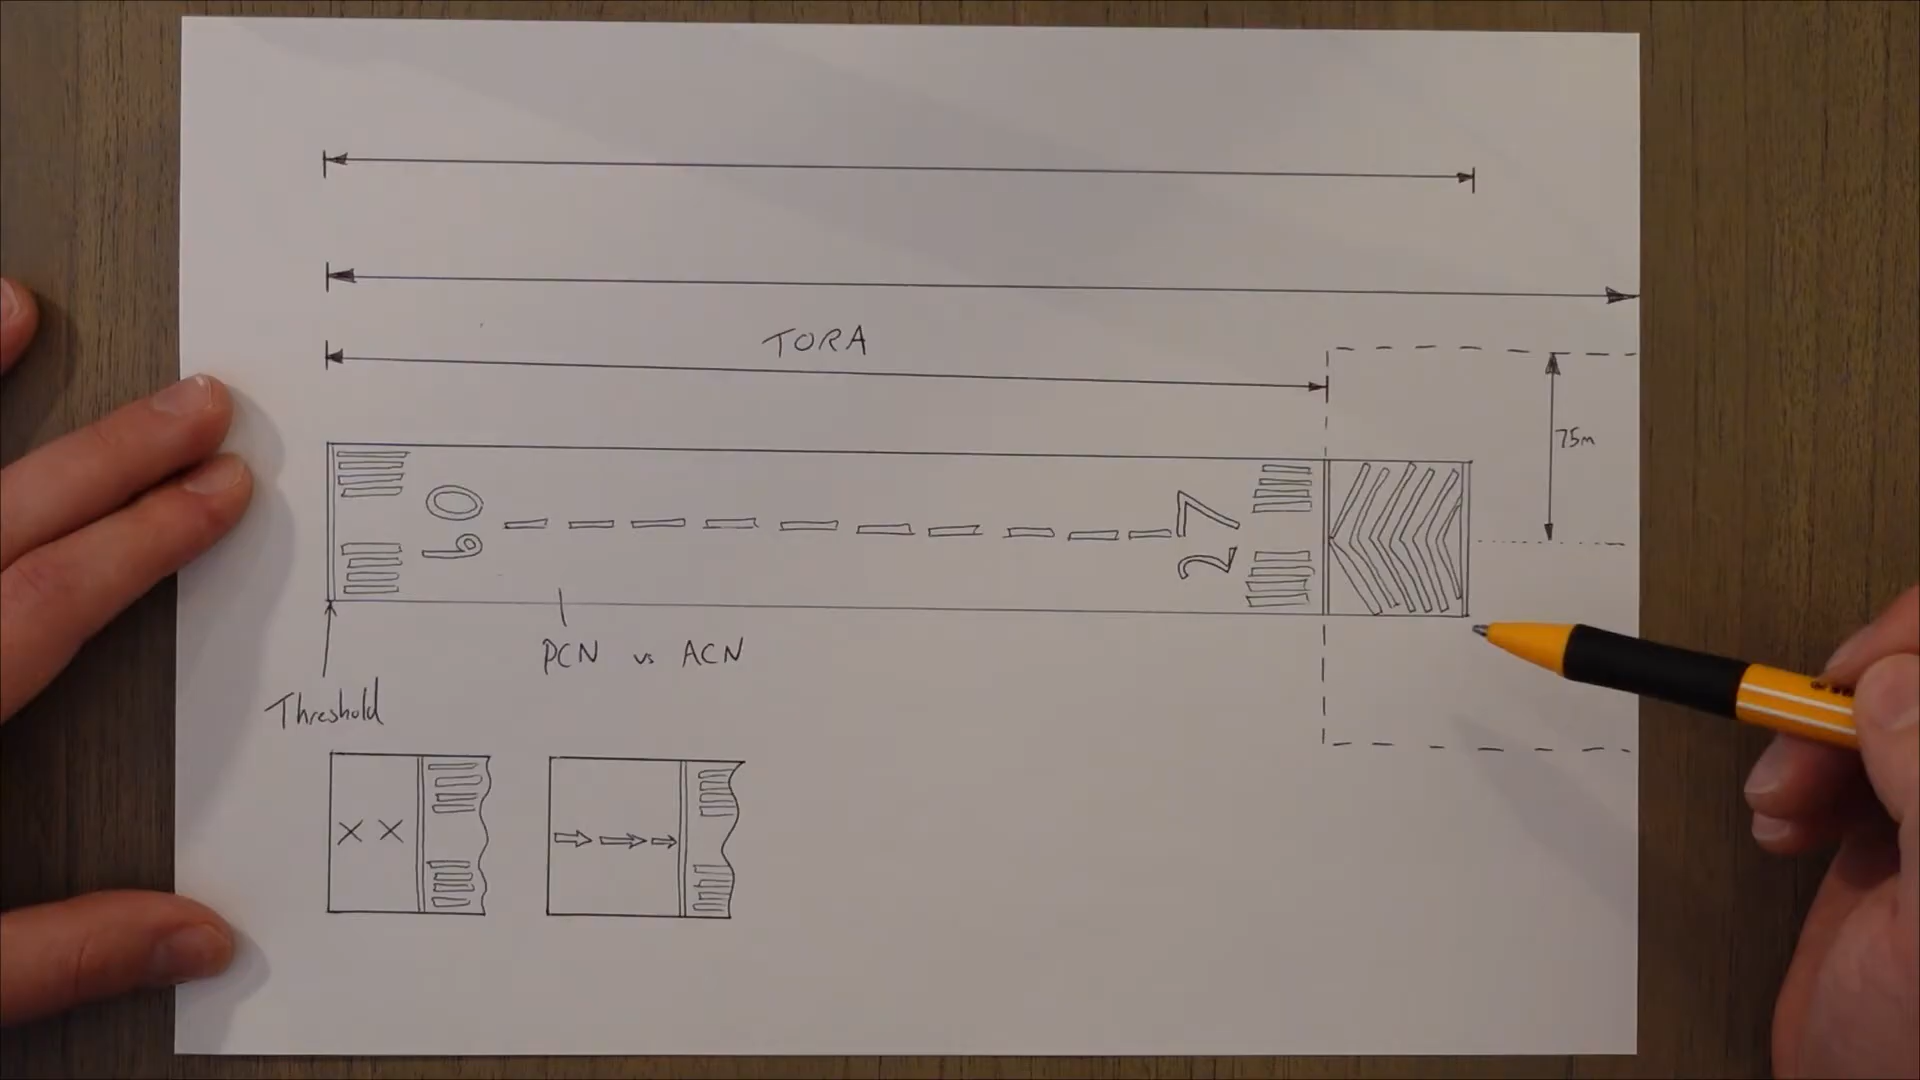 TORA
75m
09
27
PCN vs ACN
Threshold
X X